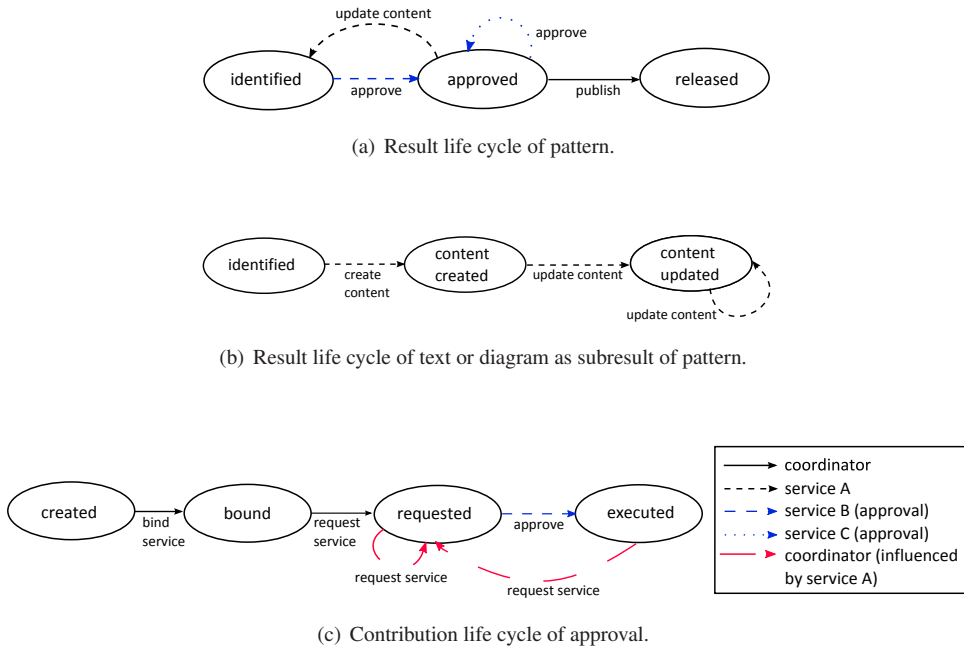 update content
approve
identified
approved
released
approve
publish
(a) Result life cycle of pattern.
identified
content
created
content
updated
create
content
update content
update content
(b) Result life cycle of text or diagram as subresult of pattern.
created
bound
requested
executed
bind
service
request
service
approve
request service
request service
coordinator
service A
service B (approval)
service C (approval)
coordinator (influenced
by service A)
(c) Contribution life cycle of approval.